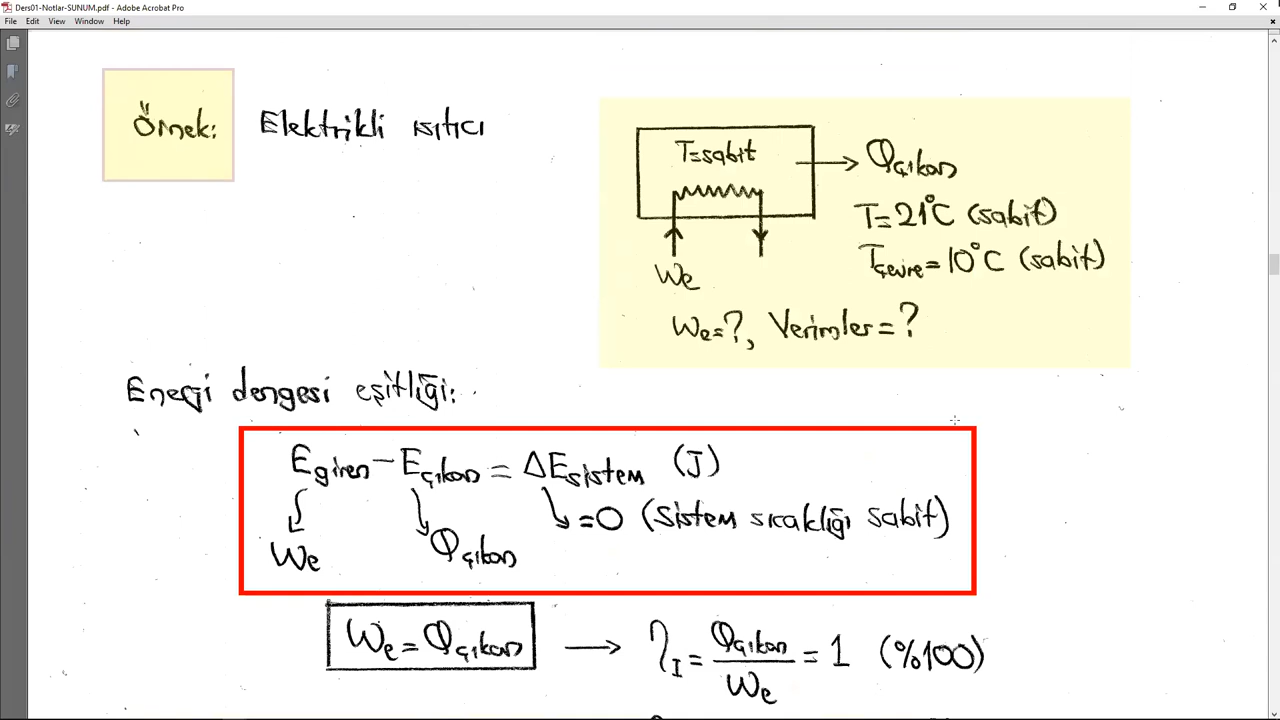 Ders01-Notlar-SUNUM.pdf - Adobe Acrobat Pro
File Edit View Window Help
Örnek: Elektrikli ısıtıcı
T=sabit
Qçıkan
T=21°C (sabit)
Tçevre=10°C (sabit)
We
We=?, Verimler=?
Enerji dengesi eşitliği:
Egiren-Eçıkan=ΔEsistem (J)
=0 (Sistem sıcaklığı sabit)
We Qçıkan
We=Qçıkan → ηI=Qçıkan/We=1 (%100)